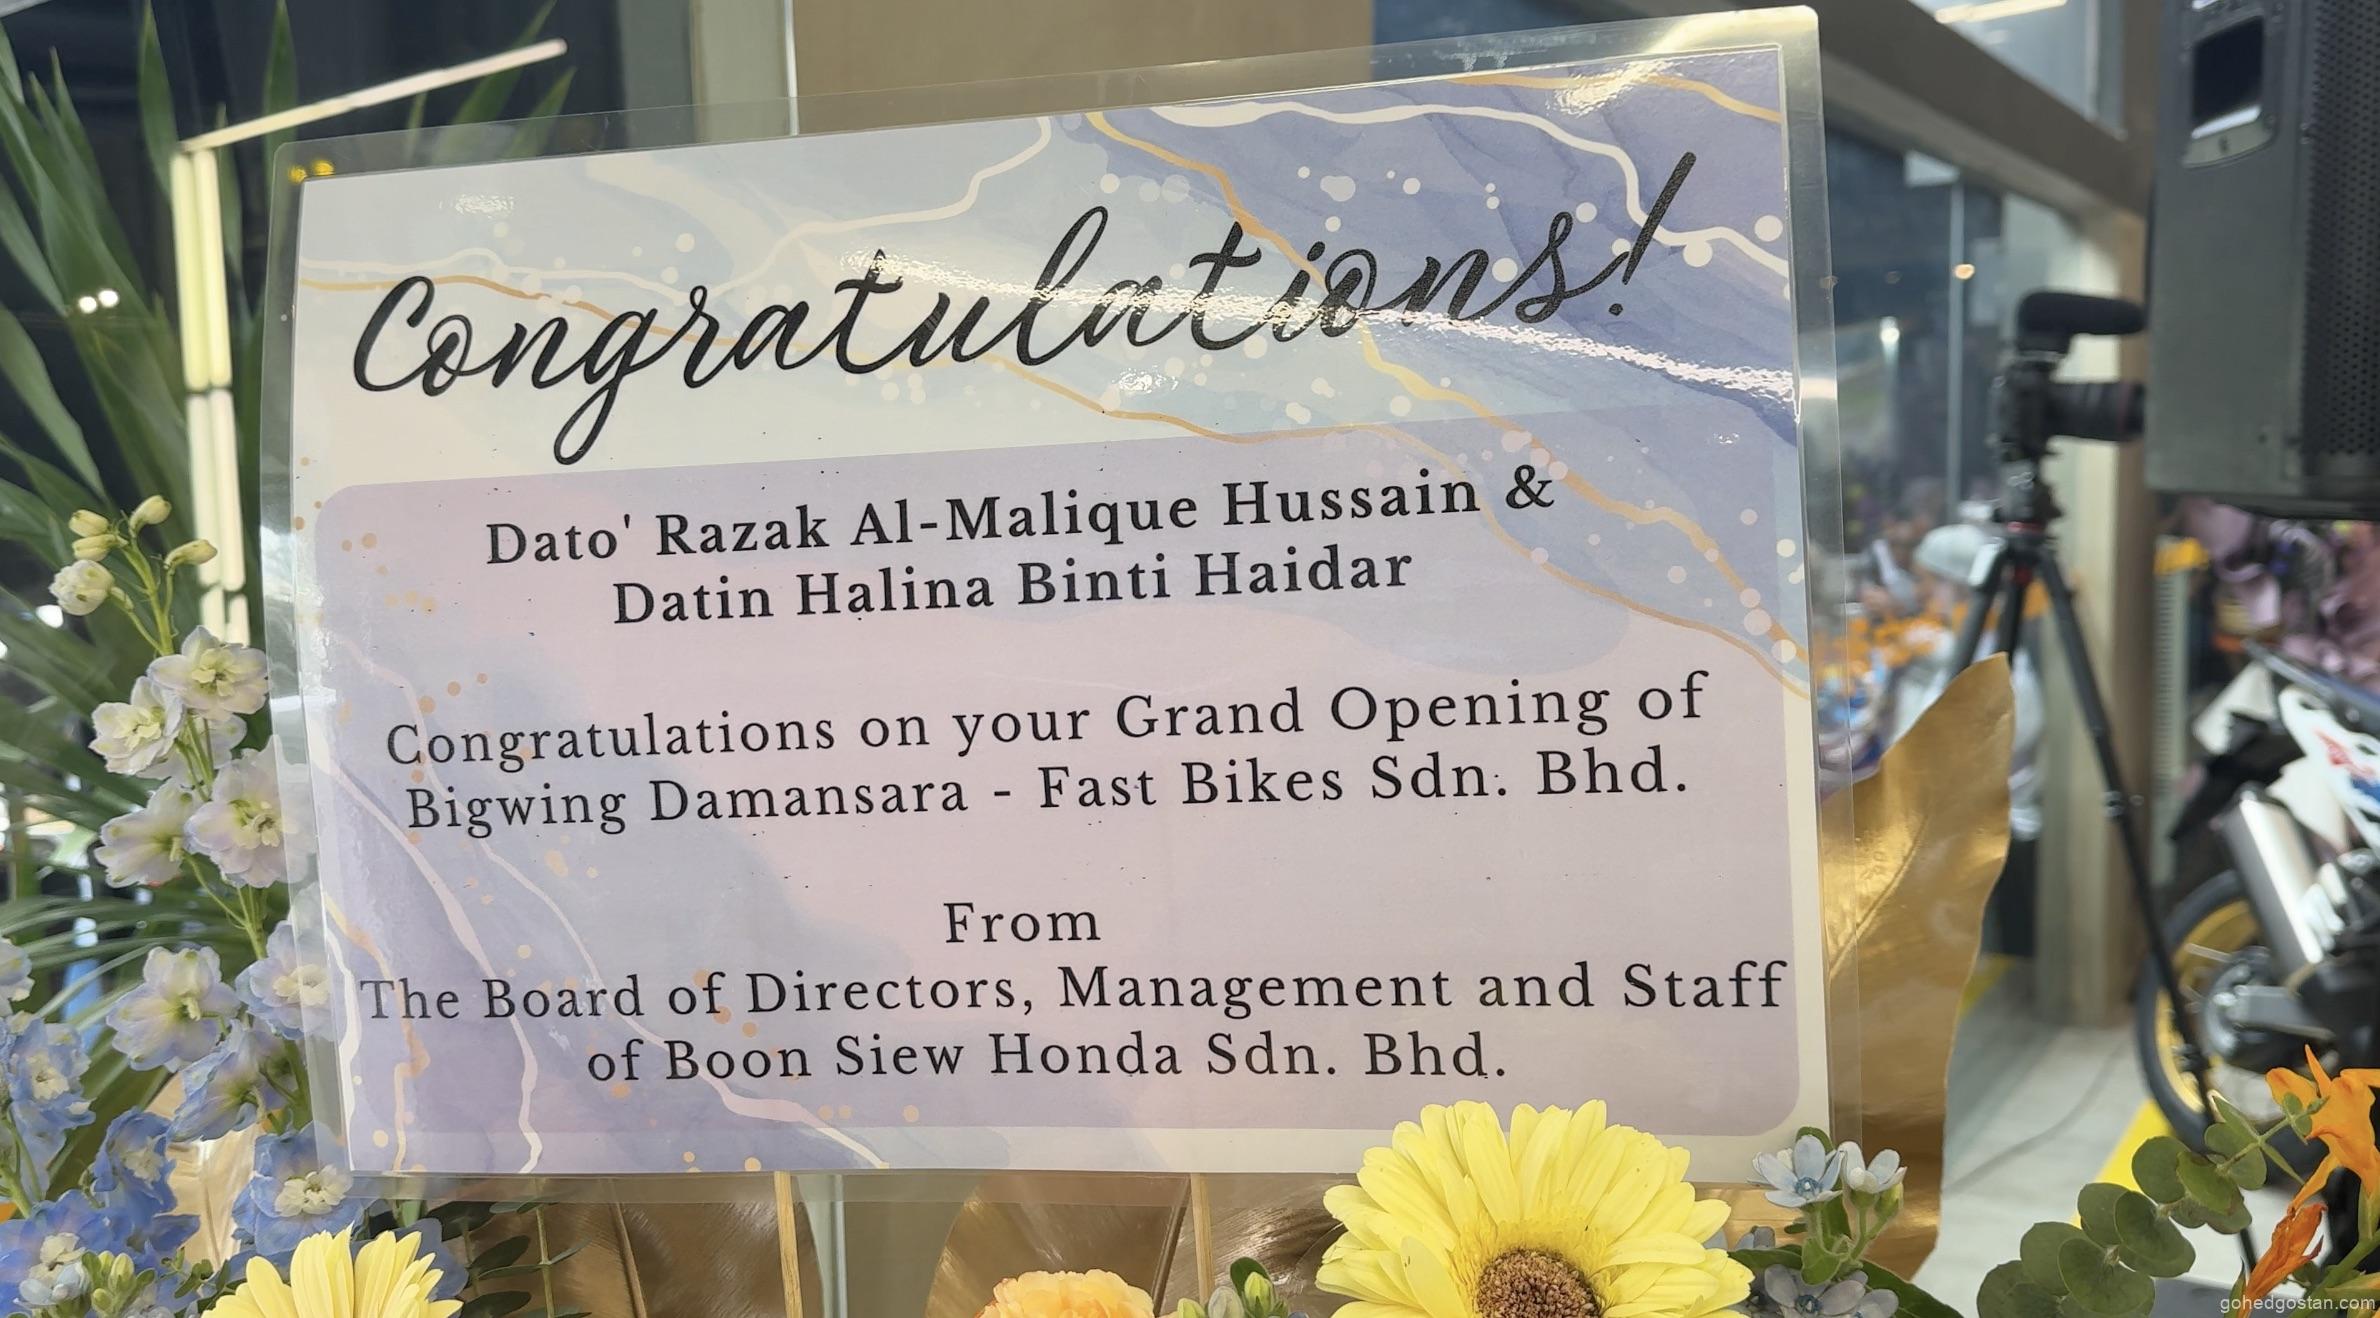 Congratulations!
Dato' Razak Al-Malique Hussain &
Datin Halina Binti Haidar
Congratulations on your Grand Opening of
Bigwing Damansara - Fast Bikes Sdn. Bhd.
From
The Board of Directors, Management and Staff
of Boon Siew Honda Sdn. Bhd.
gohedgostan.com